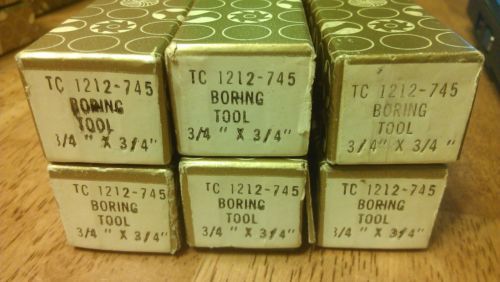 TC 1212-745
BORING
TOOL
3/4 " X 3/4"
TC 1212-745
BORING
TOOL
3/4 " X 3/4"
TC 1212-745
BORING
TOOL
3/4 " X 3/4"
TC 1212-745
BORING
TOOL
3/4 " X 3/4"
TC 1212-745
BORING
TOOL
3/4 " X 3/4"
TC 1212-745
BORING
TOOL
3/4 " X 3/4"